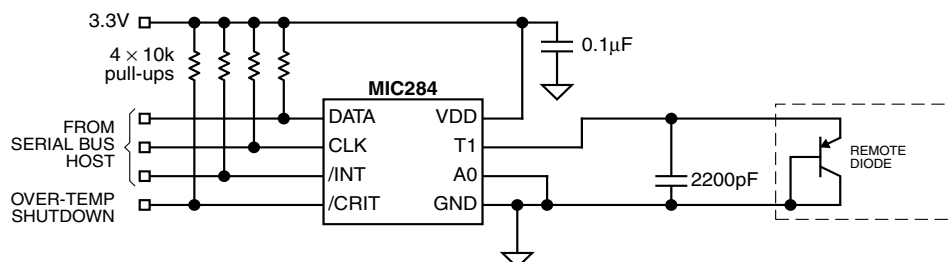 3.3V
4 × 10k
pull-ups
0.1μF
MIC284
FROM
SERIAL BUS
HOST
OVER-TEMP
SHUTDOWN
DATA
CLK
/INT
/CRIT
VDD
T1
A0
GND
2200pF
REMOTE
DIODE